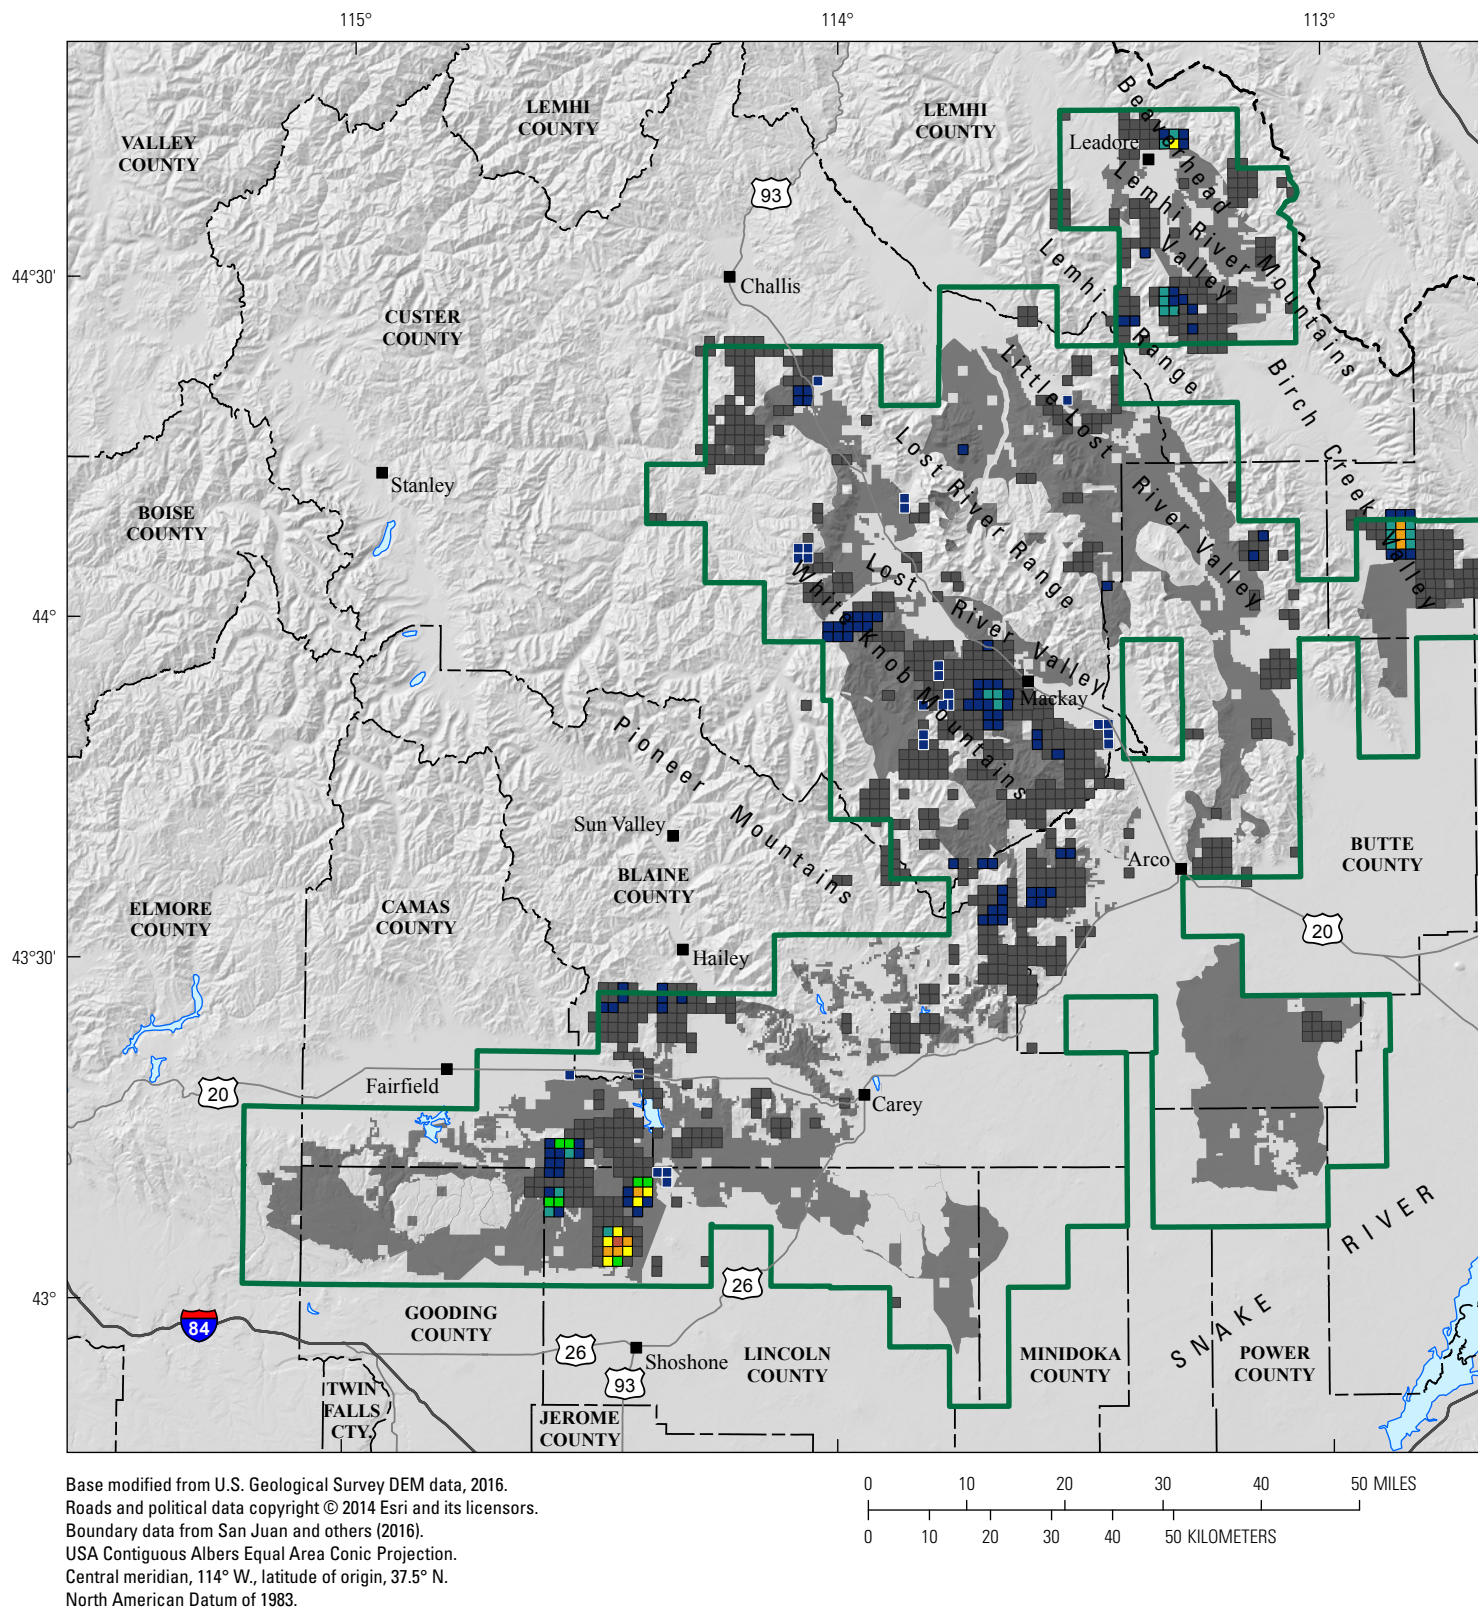 115°
114°
113°
44°30'
44°
43°30'
43°
VALLEY
COUNTY
LEMHI
COUNTY
LEMHI
COUNTY
Beaverhead Mountains
Leadore
Lemhi River
Valley
93
Lemhi Range
Challis
CUSTER
COUNTY
Little Lost
River Valley
Birch Creek Valley
Lost River Range
Stanley
BOISE
COUNTY
Lost
River Valley
White Knob Mountains
Mackay
Pioneer Mountains
Sun Valley
BLAINE
COUNTY
Arco
BUTTE
COUNTY
ELMORE
COUNTY
CAMAS
COUNTY
20
Hailey
Fairfield
20
Carey
SNAKE RIVER
26
GOODING
COUNTY
84
26
Shoshone
93
LINCOLN
COUNTY
MINIDOKA
COUNTY
POWER
COUNTY
TWIN
FALLS
CTY.
JEROME
COUNTY
Base modified from U.S. Geological Survey DEM data, 2016.
Roads and political data copyright © 2014 Esri and its licensors.
Boundary data from San Juan and others (2016).
USA Contiguous Albers Equal Area Conic Projection.
Central meridian, 114° W., latitude of origin, 37.5° N.
North American Datum of 1983.
0 10 20 30 40 50 MILES
0 10 20 30 40 50 KILOMETERS